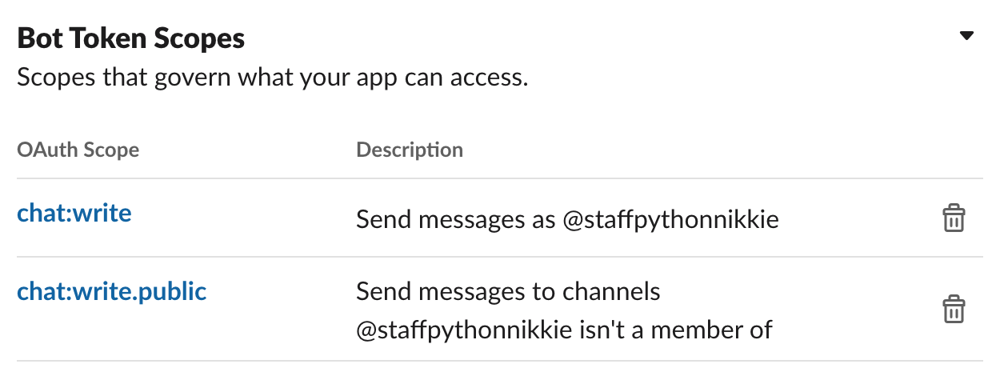 Bot Token Scopes
Scopes that govern what your app can access.
OAuth Scope Description
chat:write Send messages as @staffpythonnikkie
chat:write.public Send messages to channels
@staffpythonnikkie isn't a member of